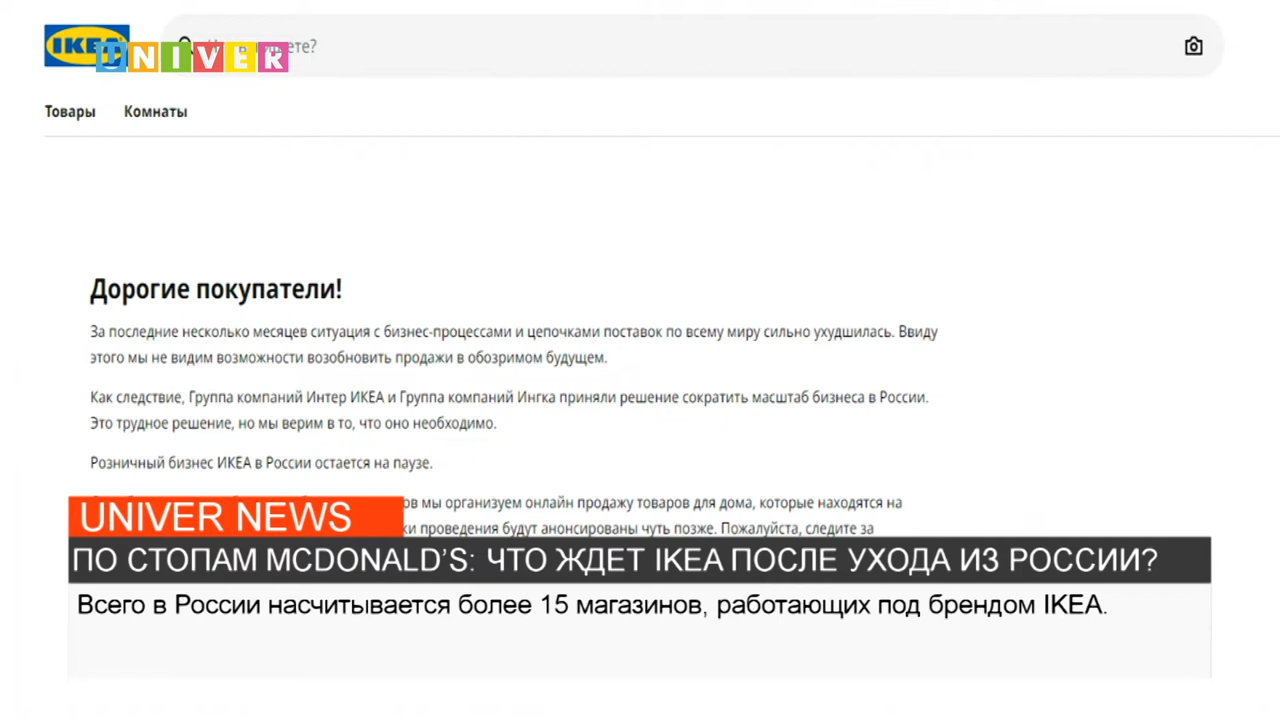 IKEA
UNIVER
Товары Комнаты
Дорогие покупатели!
За последние несколько месяцев ситуация с бизнес-процессами и цепочками поставок по всему миру сильно ухудшилась. Ввиду
этого мы не видим возможности возобновить продажи в обозримом будущем.
Как следствие, Группа компаний Интер ИКЕА и Группа компаний Ингка приняли решение сократить масштаб бизнеса в России.
Это трудное решение, но мы верим в то, что оно необходимо.
Розничный бизнес ИКЕА в России остается на паузе.
мы организуем онлайн продажу товаров для дома, которые находятся на
проведения будут анонсированы чуть позже. Пожалуйста, следите за
UNIVER NEWS
ПО СТОПАМ MCDONALD'S: ЧТО ЖДЕТ IKEA ПОСЛЕ УХОДА ИЗ РОССИИ?
Всего в России насчитывается более 15 магазинов, работающих под брендом IKEA.